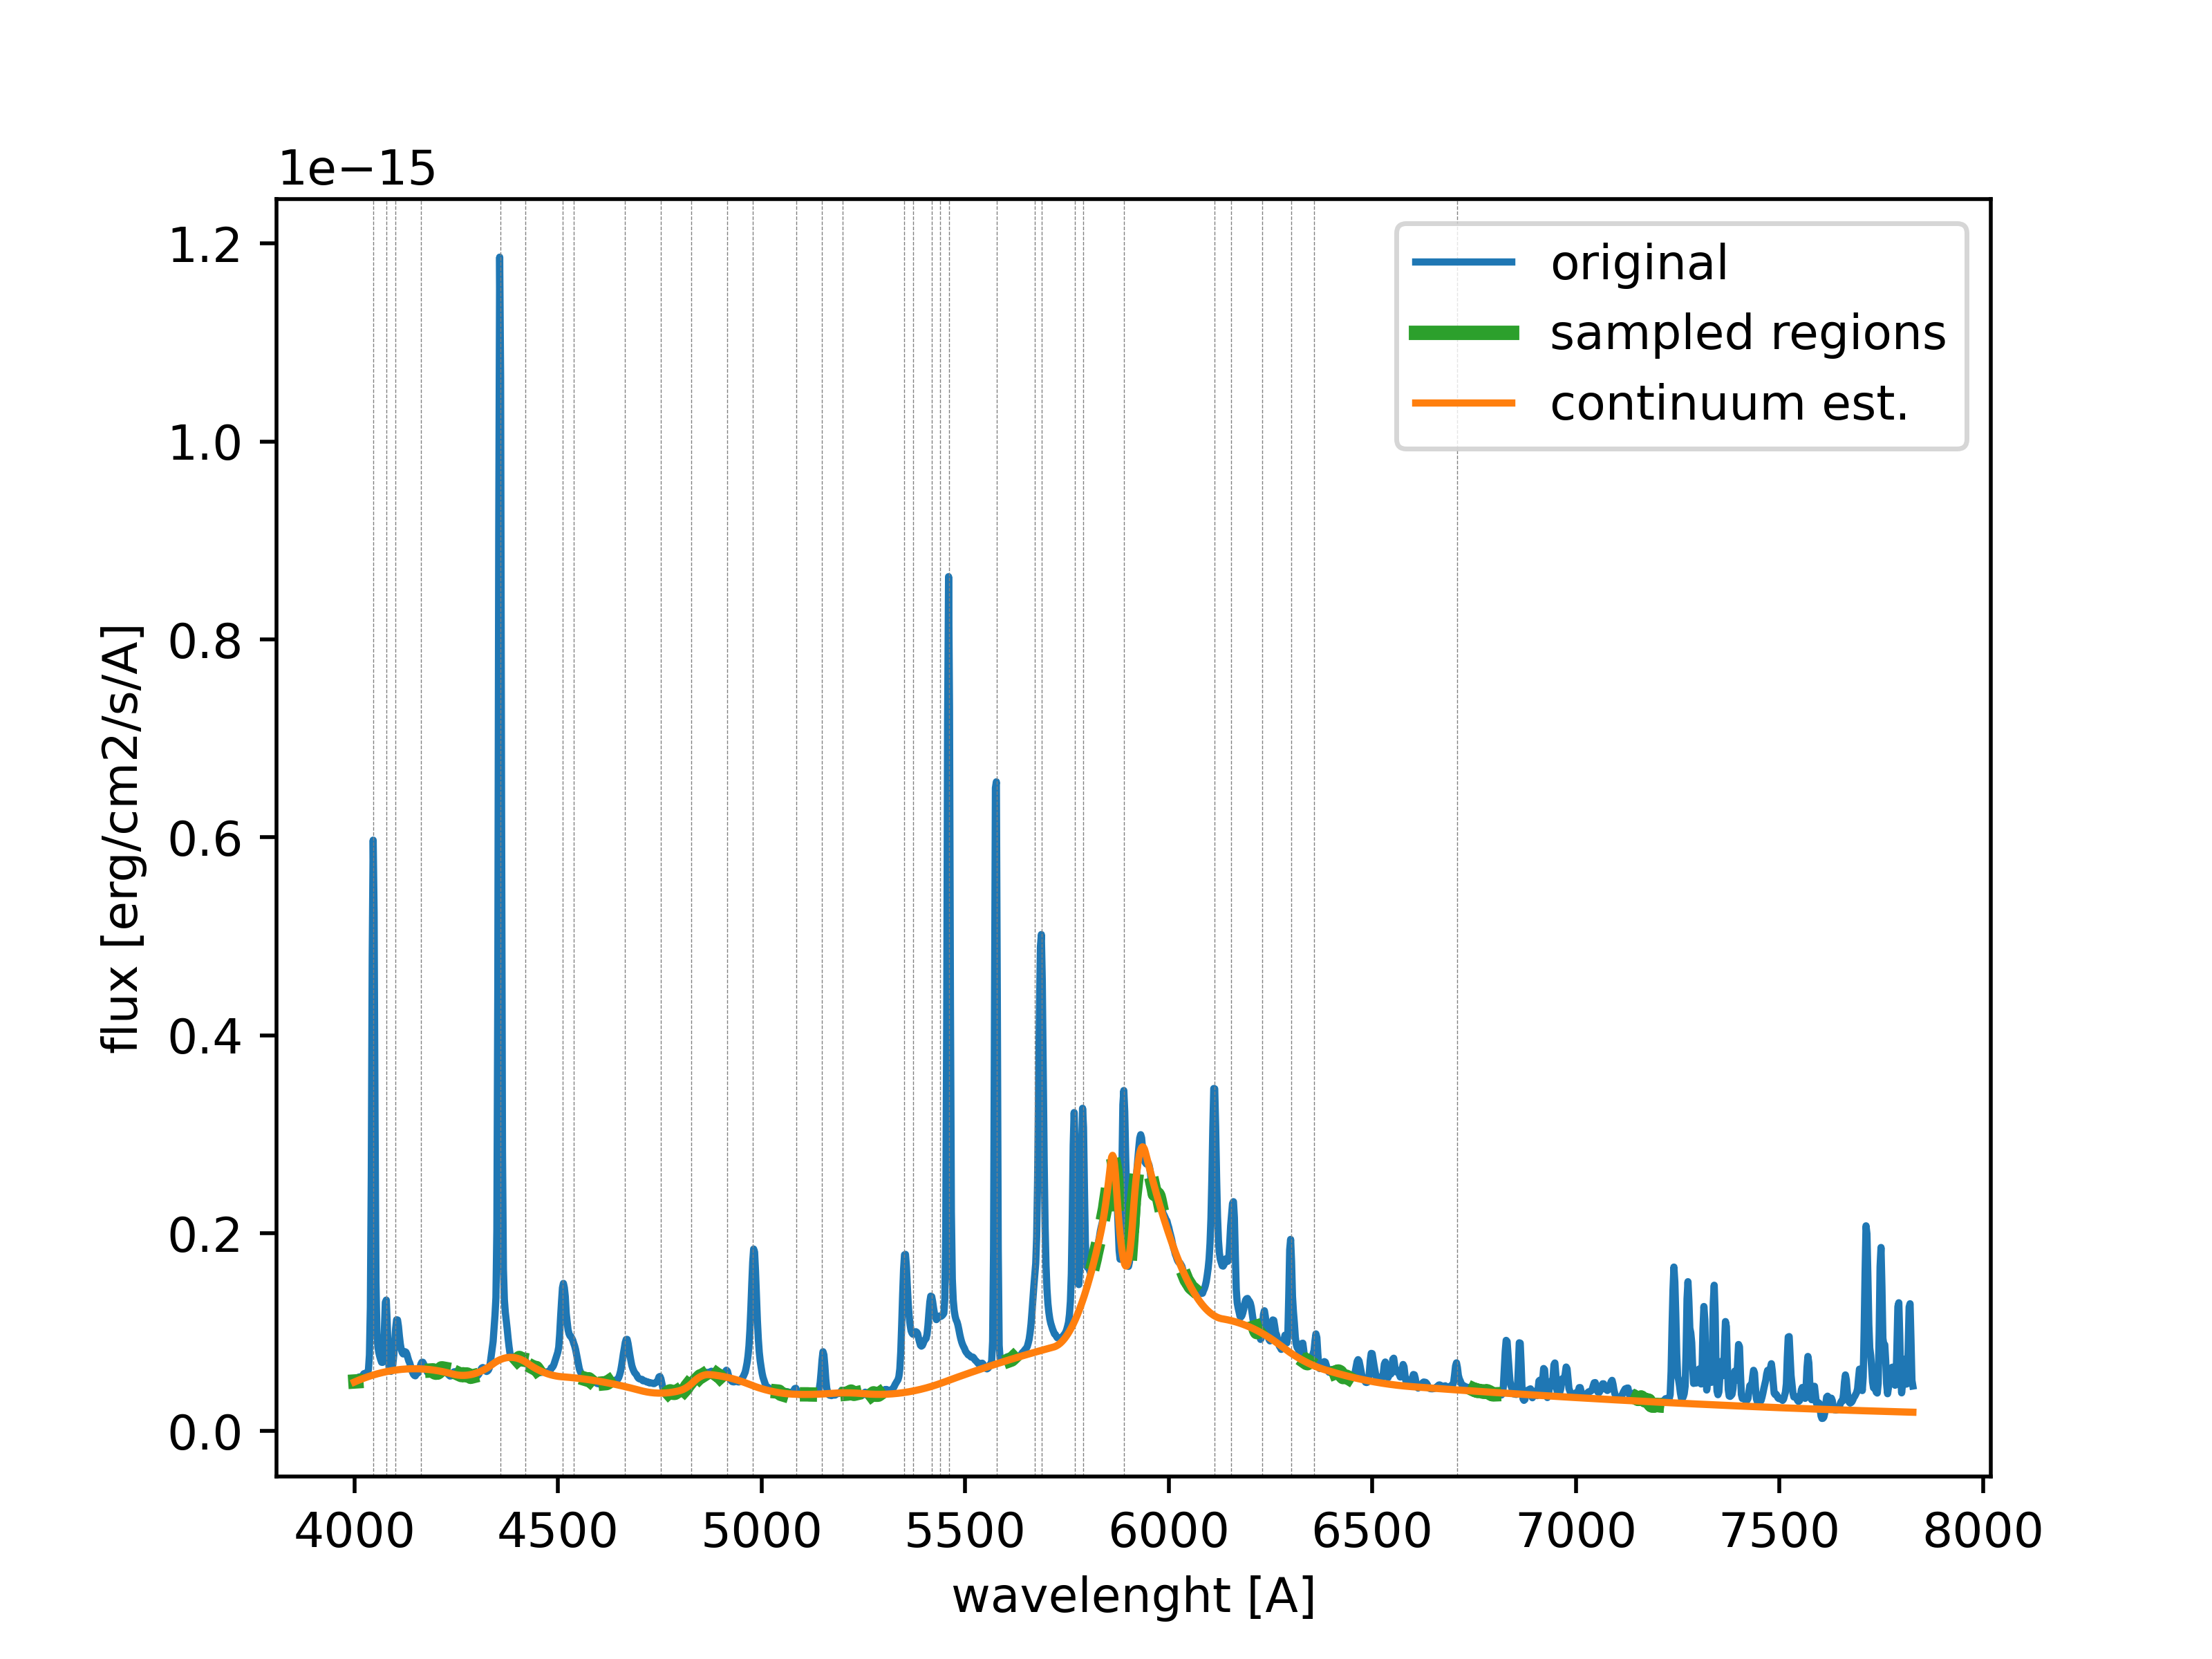 1e−15
1.2
1.0
0.8
0.6
0.4
0.2
0.0
flux [erg/cm2/s/A]
original
sampled regions
continuum est.
4000 4500 5000 5500 6000 6500 7000 7500 8000
wavelenght [A]